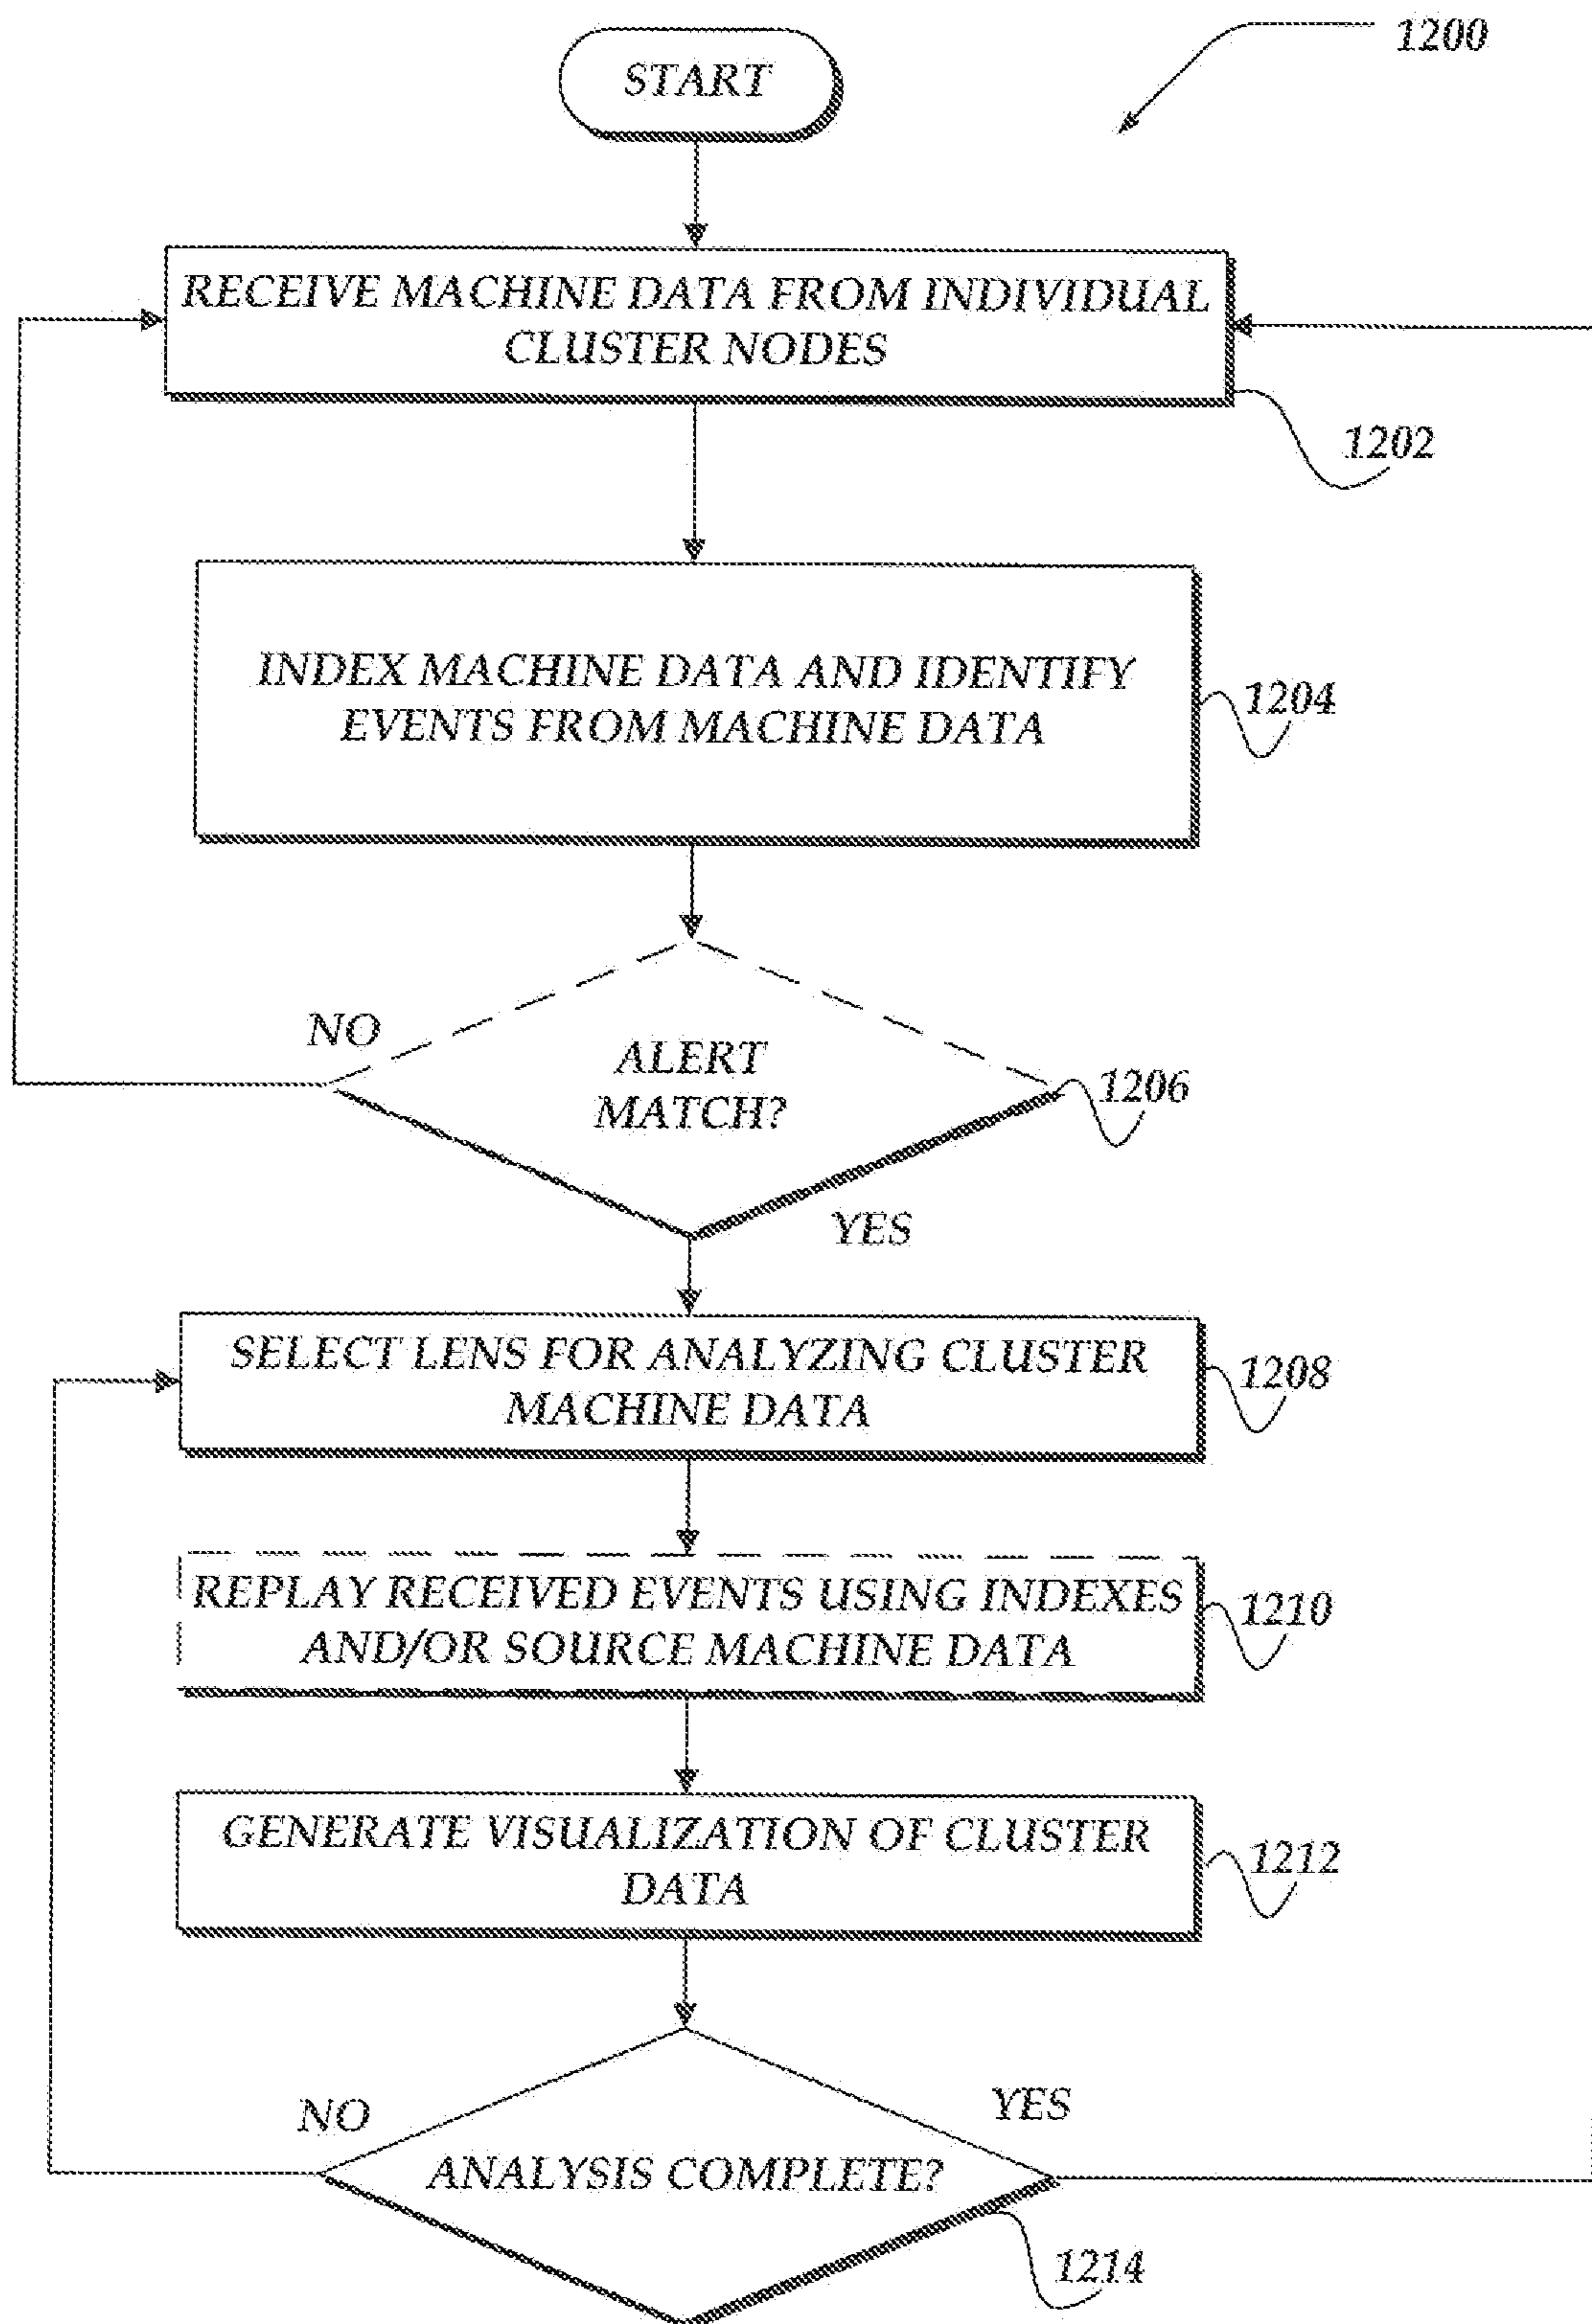 1200
START
RECEIVE MACHINE DATA FROM INDIVIDUAL
CLUSTER NODES
1202
INDEX MACHINE DATA AND IDENTIFY
EVENTS FROM MACHINE DATA
1204
NO
ALERT
MATCH?
1206
YES
SELECT LENS FOR ANALYZING CLUSTER
MACHINE DATA
1208
REPLAY RECEIVED EVENTS USING INDEXES
AND/OR SOURCE MACHINE DATA
1210
GENERATE VISUALIZATION OF CLUSTER
DATA
1212
NO
YES
ANALYSIS COMPLETE?
1214